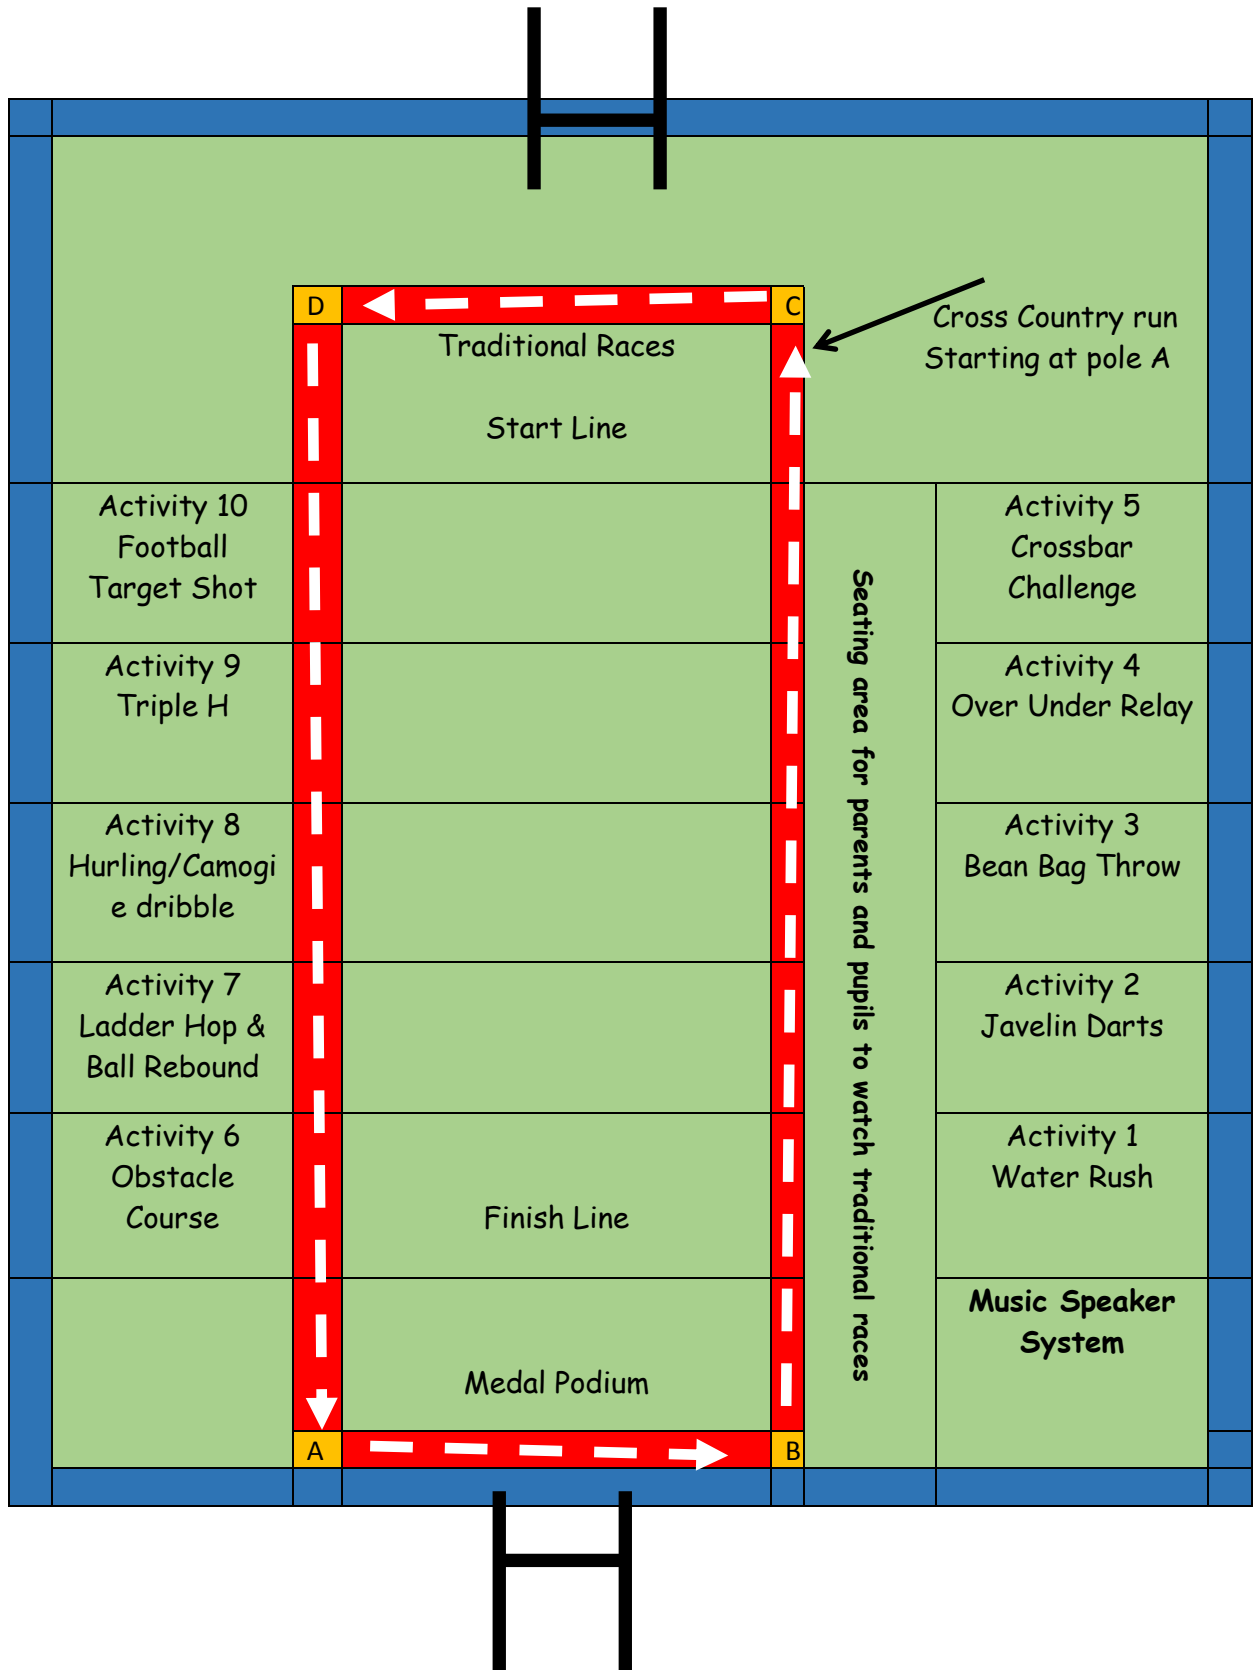 D
C
Traditional Races
Start Line
Cross Country run
Starting at pole A
Activity 10
Football
Target Shot
Activity 5
Crossbar
Challenge
Activity 9
Triple H
Activity 4
Over Under Relay
Activity 8
Hurling/Camogi
e dribble
Activity 3
Bean Bag Throw
Activity 7
Ladder Hop &
Ball Rebound
Activity 2
Javelin Darts
Activity 6
Obstacle
Course
Finish Line
Activity 1
Water Rush
Seating area for parents and pupils to watch traditional races
Music Speaker
System
Medal Podium
A
B